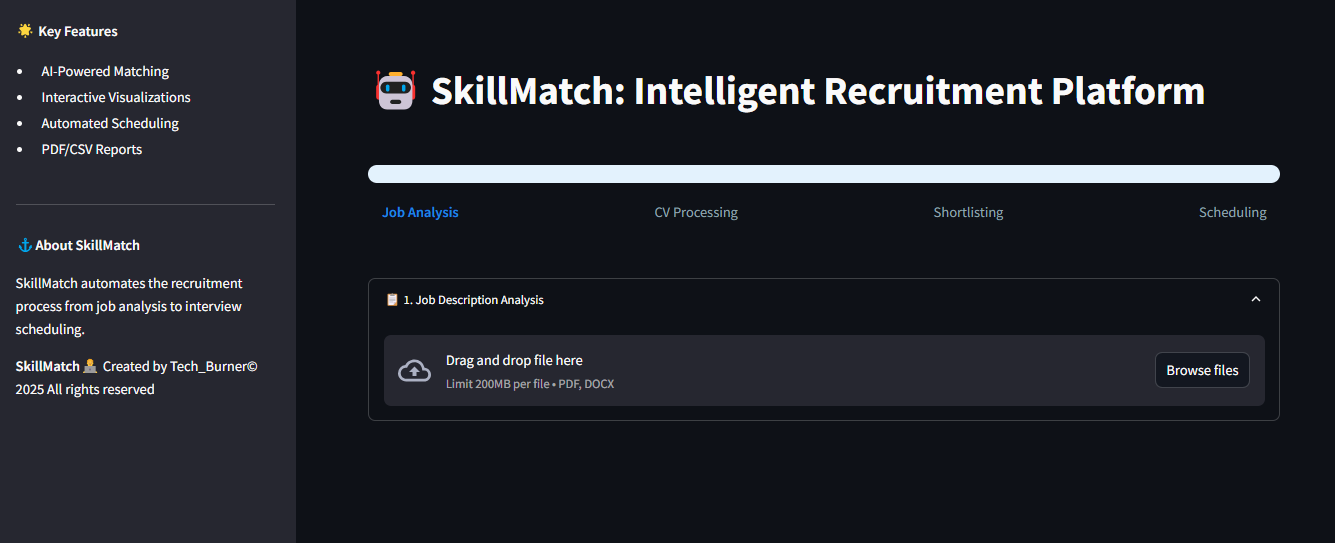 🌟 Key Features
• AI-Powered Matching
• Interactive Visualizations
• Automated Scheduling
• PDF/CSV Reports
⚓ About SkillMatch
SkillMatch automates the recruitment
process from job analysis to interview
scheduling.
SkillMatch 👨‍💻 Created by Tech_Burner©
2025 All rights reserved
🤖 SkillMatch: Intelligent Recruitment Platform
Job Analysis CV Processing Shortlisting Scheduling
📋 1. Job Description Analysis
Drag and drop file here
Limit 200MB per file • PDF, DOCX
Browse files